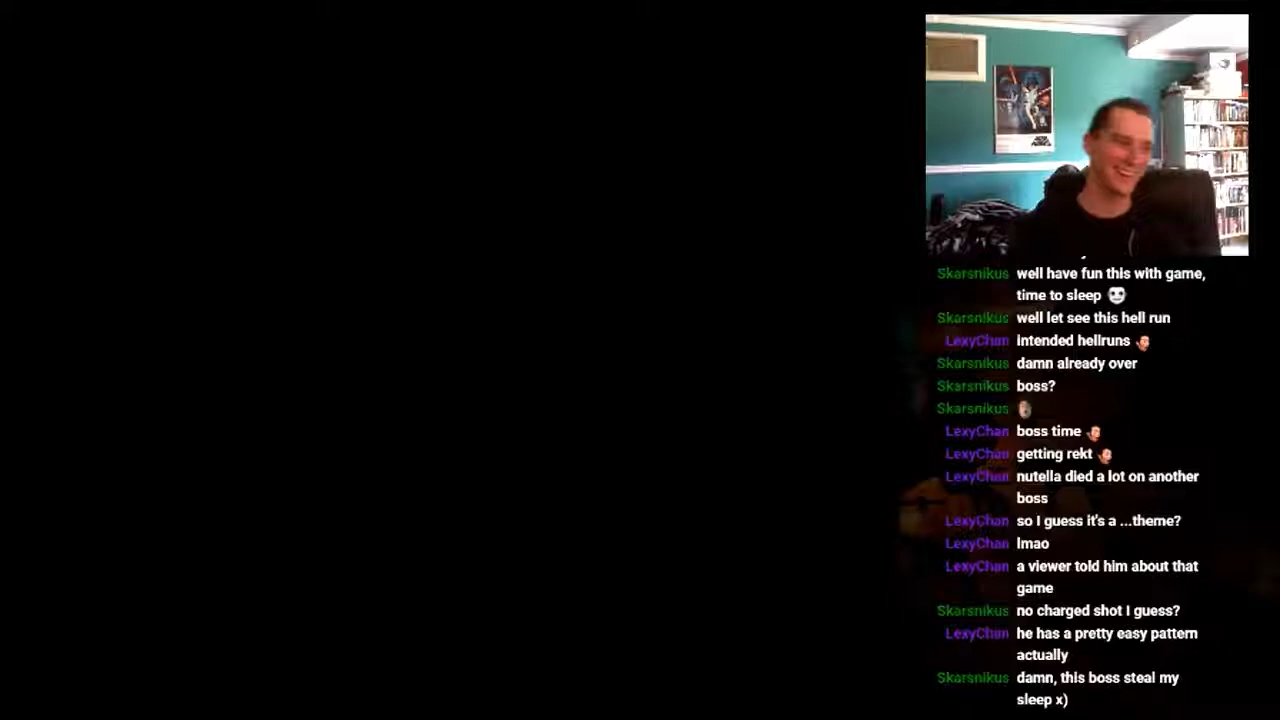 Skarsnikus well have fun this with game,
time to sleep
Skarsnikus well let see this hell run
LexyChan intended hellruns
Skarsnikus damn already over
Skarsnikus boss?
Skarsnikus
LexyChan boss time
LexyChan getting rekt
LexyChan nutella died a lot on another
boss
LexyChan so I guess it's a ...theme?
LexyChan lmao
LexyChan a viewer told him about that
game
Skarsnikus no charged shot I guess?
LexyChan he has a pretty easy pattern
actually
Skarsnikus damn, this boss steal my
sleep x)